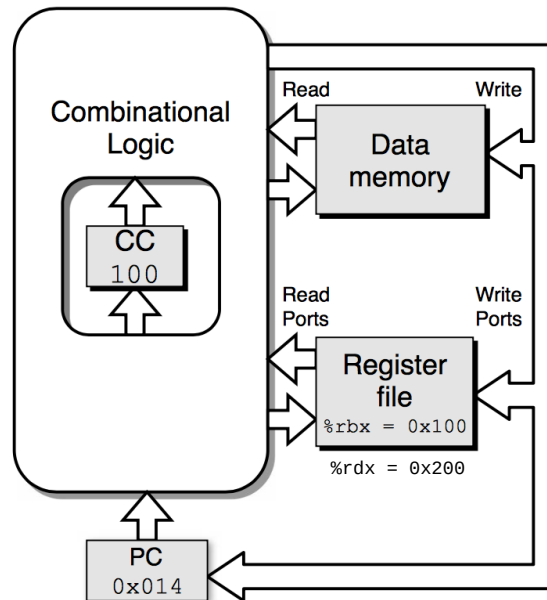 Read
Write
Combinational
Logic
Data
memory
CC
100
Read
Ports
Write
Ports
Register
file
%rbx = 0x100
%rdx = 0x200
PC
0x014